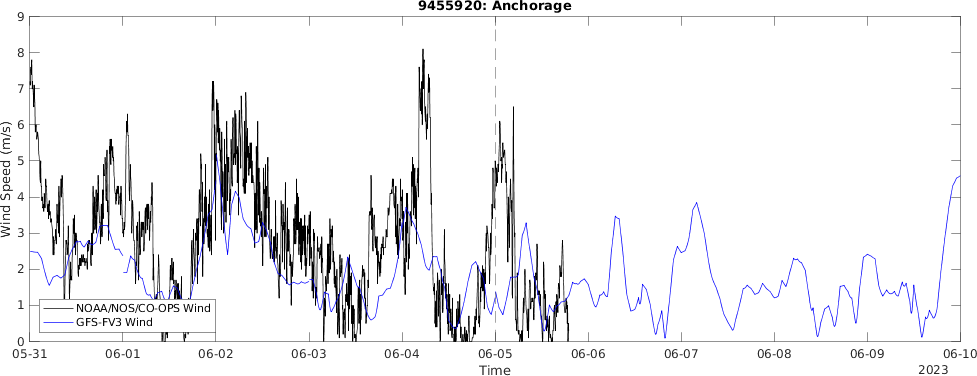 9455920: Anchorage
9
8
7
6
5
4
3
2
1
0
Wind Speed (m/s)
NOAA/NOS/CO-OPS Wind
GFS-FV3 Wind
05-31 06-01 06-02 06-03 06-04 06-05 06-06 06-07 06-08 06-09 06-10
Time
2023